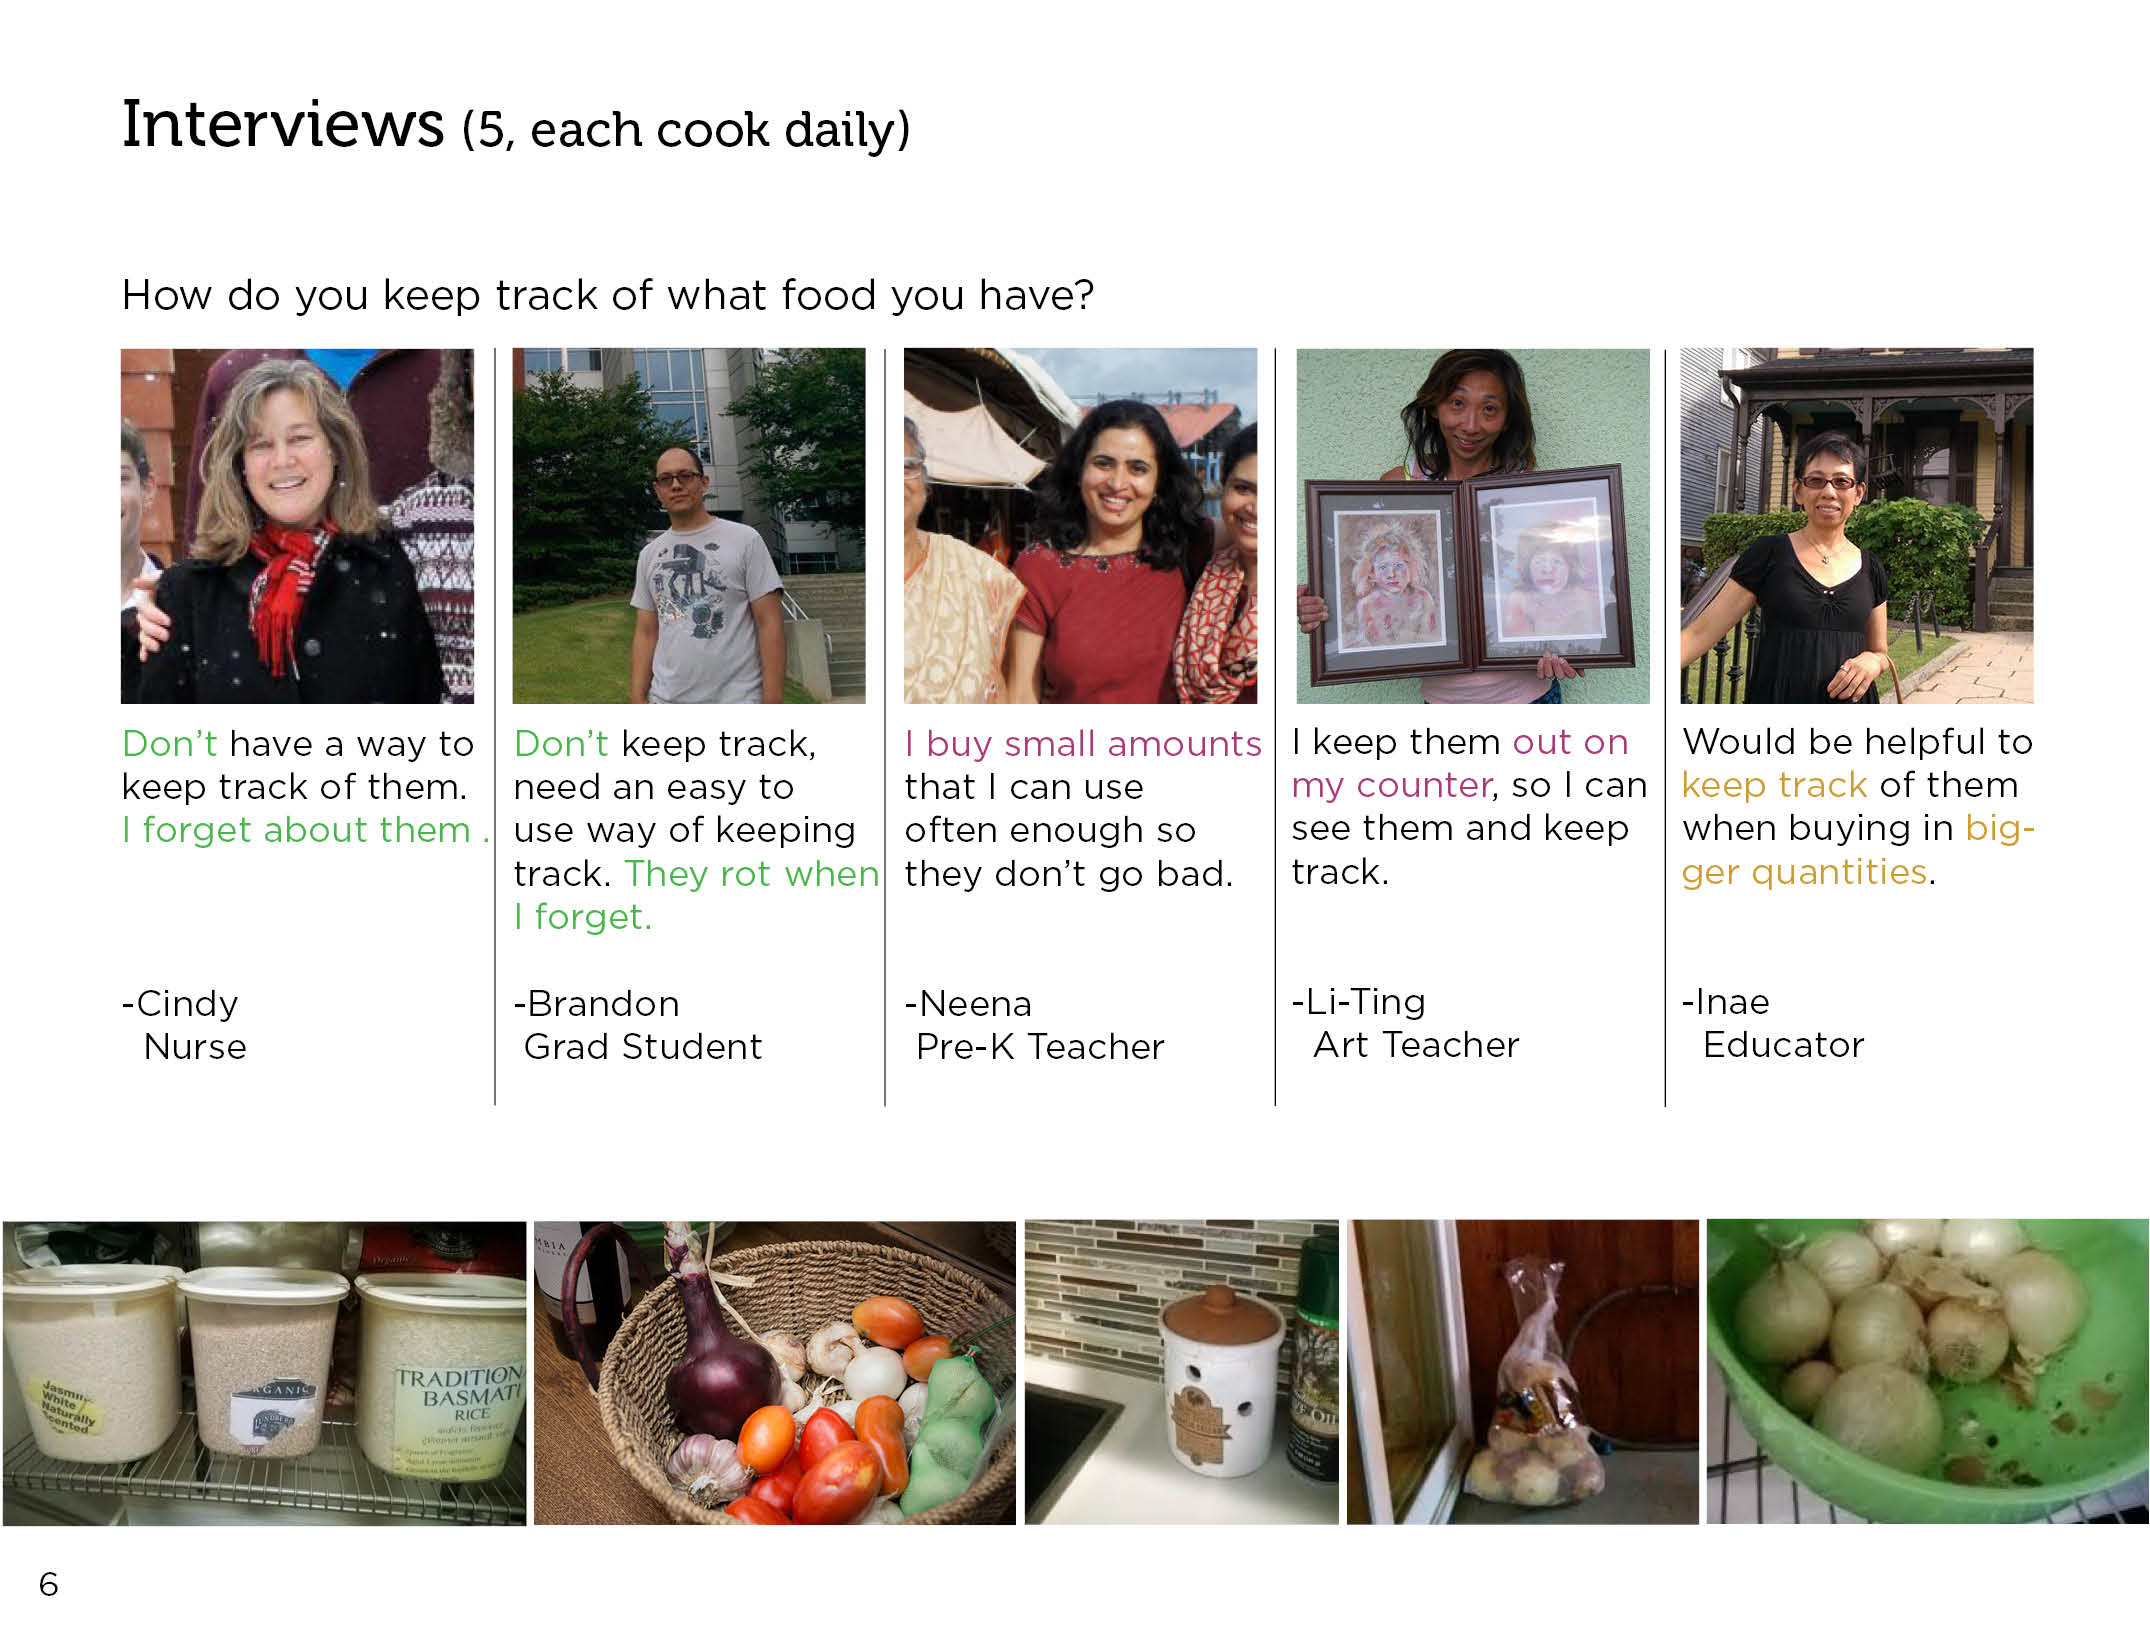 Interviews (5, each cook daily)
How do you keep track of what food you have?
Don't have a way to
keep track of them.
I forget about them .
-Cindy
Nurse
Don't keep track,
need an easy to
use way of keeping
track. They rot when
I forget.
-Brandon
Grad Student
I buy small amounts
that I can use
often enough so
they don't go bad.
-Neena
Pre-K Teacher
I keep them out on
my counter, so I can
see them and keep
track.
-Li-Ting
Art Teacher
Would be helpful to
keep track of them
when buying in big-
ger quantities.
-Inae
Educator
White
Naturally
TRADITION
BASMATI
RICE
6